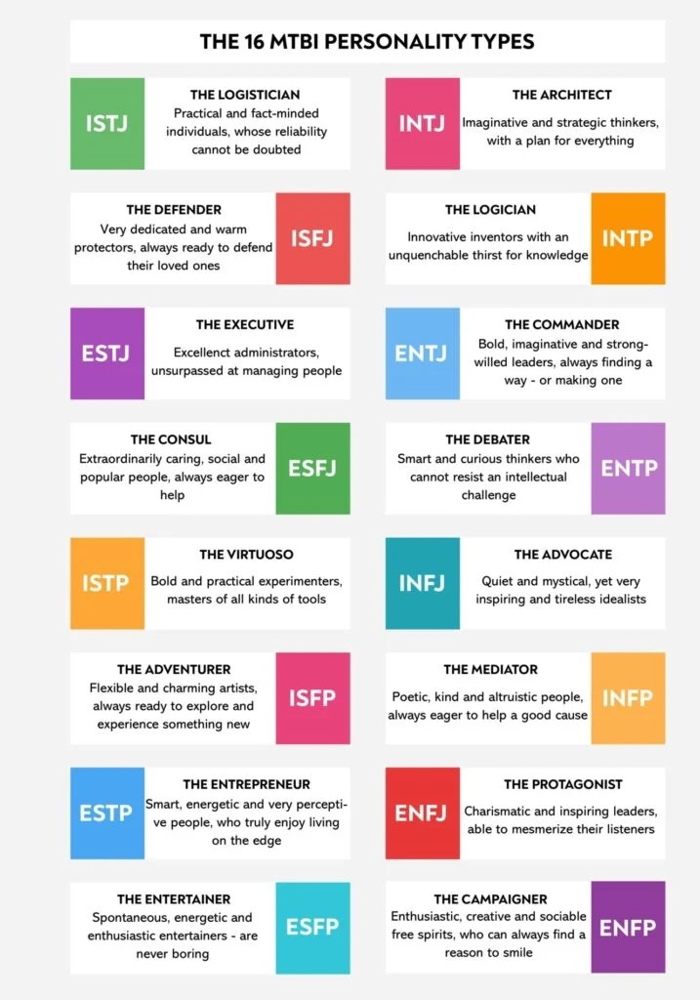 THE 16 MTBI PERSONALITY TYPES
ISTJ
THE LOGISTICIAN
Practical and fact-minded
individuals, whose reliability
cannot be doubted
INTJ
THE ARCHITECT
Imaginative and strategic thinkers,
with a plan for everything
THE DEFENDER
Very dedicated and warm
protectors, always ready to defend
their loved ones
ISFJ
THE LOGICIAN
Innovative inventors with an
unquenchable thirst for knowledge
INTP
ESTJ
THE EXECUTIVE
Excellenct administrators,
unsurpassed at managing people
ENTJ
THE COMMANDER
Bold, imaginative and strong-
willed leaders, always finding a
way - or making one
THE CONSUL
Extraordinarily caring, social and
popular people, always eager to
help
ESFJ
THE DEBATER
Smart and curious thinkers who
cannot resist an intellectual
challenge
ENTP
ISTP
THE VIRTUOSO
Bold and practical experimenters,
masters of all kinds of tools
INFJ
THE ADVOCATE
Quiet and mystical, yet very
inspiring and tireless idealists
THE ADVENTURER
Flexible and charming artists,
always ready to explore and
experience something new
ISFP
THE MEDIATOR
Poetic, kind and altruistic people,
always eager to help a good cause
INFP
ESTP
THE ENTREPRENEUR
Smart, energetic and very percepti-
ve people, who truly enjoy living
on the edge
ENFJ
THE PROTAGONIST
Charismatic and inspiring leaders,
able to mesmerize their listeners
THE ENTERTAINER
Spontaneous, energetic and
enthusiastic entertainers - are
never boring
ESFP
THE CAMPAIGNER
Enthusiastic, creative and sociable
free spirits, who can always find a
reason to smile
ENFP